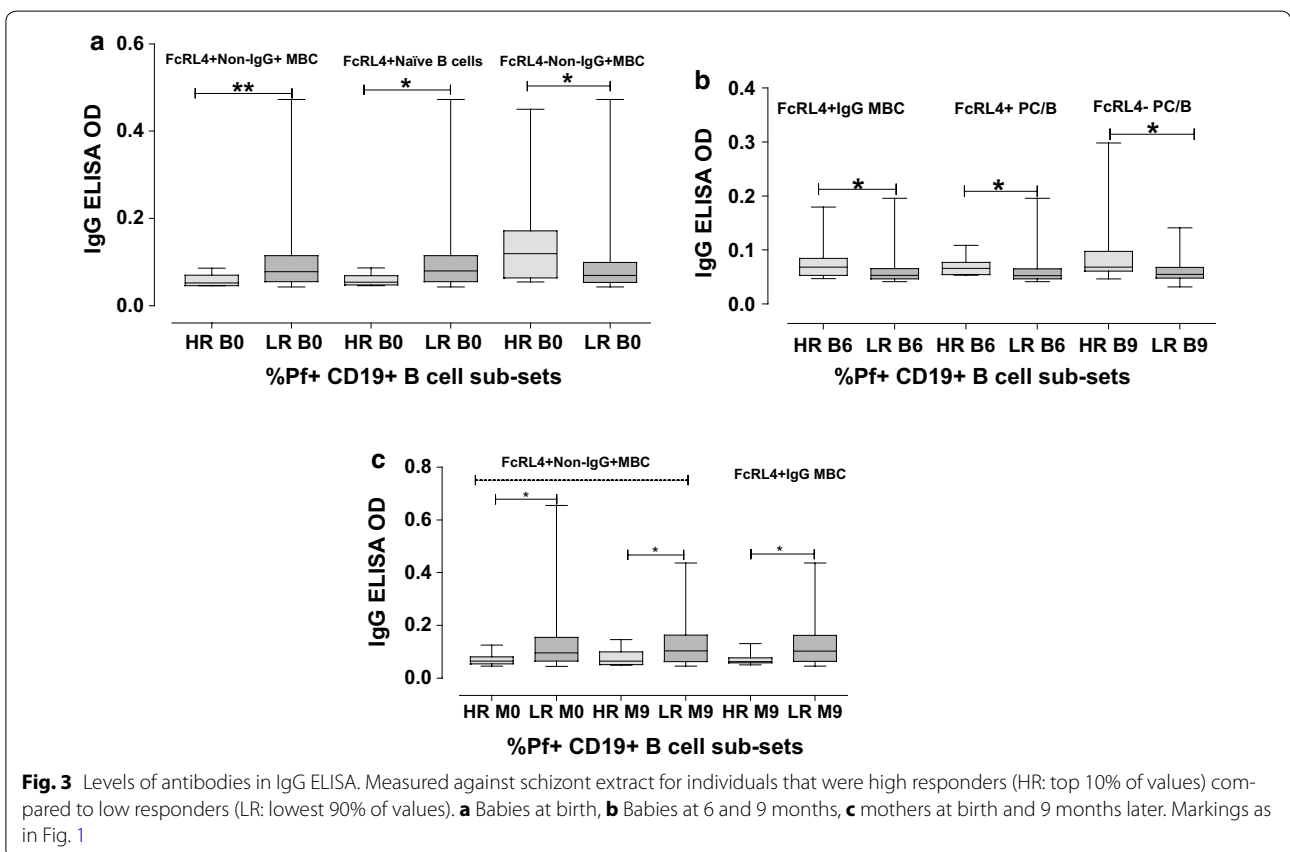 a
0.6
0.4
0.2
0.0
IgG ELISA OD
FcRL4+Non-IgG+ MBC
FcRL4+Naïve B cells
FcRL4-Non-IgG+MBC
**
*
*
HR B0 LR B0 HR B0 LR B0 HR B0 LR B0
%Pf+ CD19+ B cell sub-sets
b
0.4
0.3
0.2
0.1
0.0
IgG ELISA OD
FcRL4+IgG MBC
FcRL4+ PC/B
FcRL4- PC/B
*
*
*
HR B6 LR B6 HR B6 LR B6 HR B9 LR B9
%Pf+ CD19+ B cell sub-sets
c
0.8
0.6
0.4
0.2
0.0
IgG ELISA OD
FcRL4+Non-IgG+MBC
FcRL4+IgG MBC
*
*
*
HR M0 LR M0 HR M9 LR M9 HR M9 LR M9
%Pf+ CD19+ B cell sub-sets
Fig. 3 Levels of antibodies in IgG ELISA. Measured against schizont extract for individuals that were high responders (HR: top 10% of values) com-
pared to low responders (LR: lowest 90% of values). a Babies at birth, b Babies at 6 and 9 months, c mothers at birth and 9 months later. Markings as
in Fig. 1